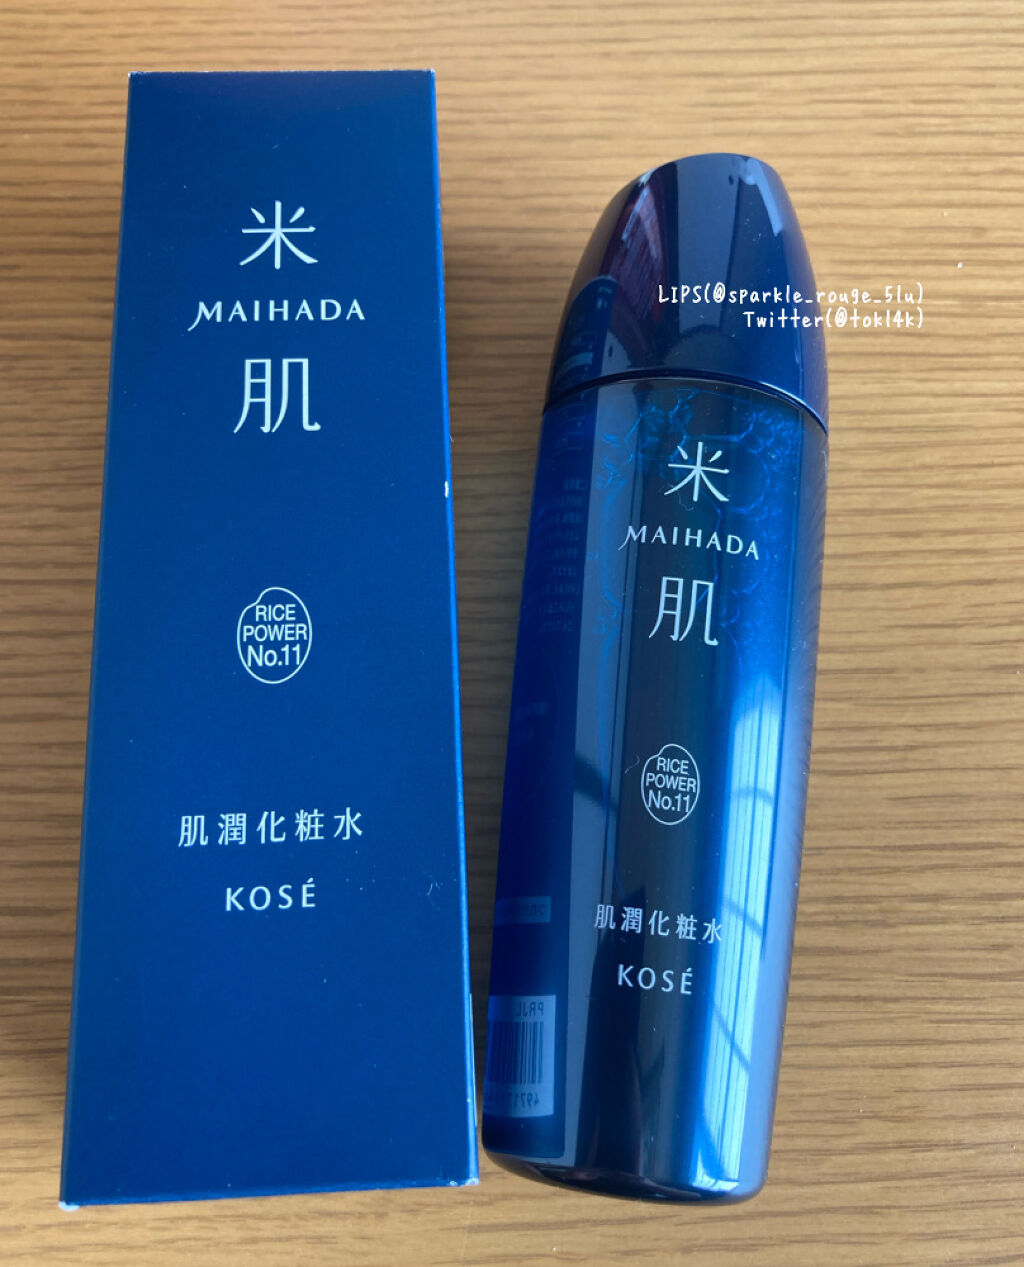 米
MAIHADA
肌
RICE
POWER
No.11
肌潤化粧水
KOSÉ
LIPS(@sparkle_rouge_5lu)
Twitter(@tokl4k)
米
MAIHADA
肌
RICE
POWER
No.11
肌潤化粧水
KOSÉ